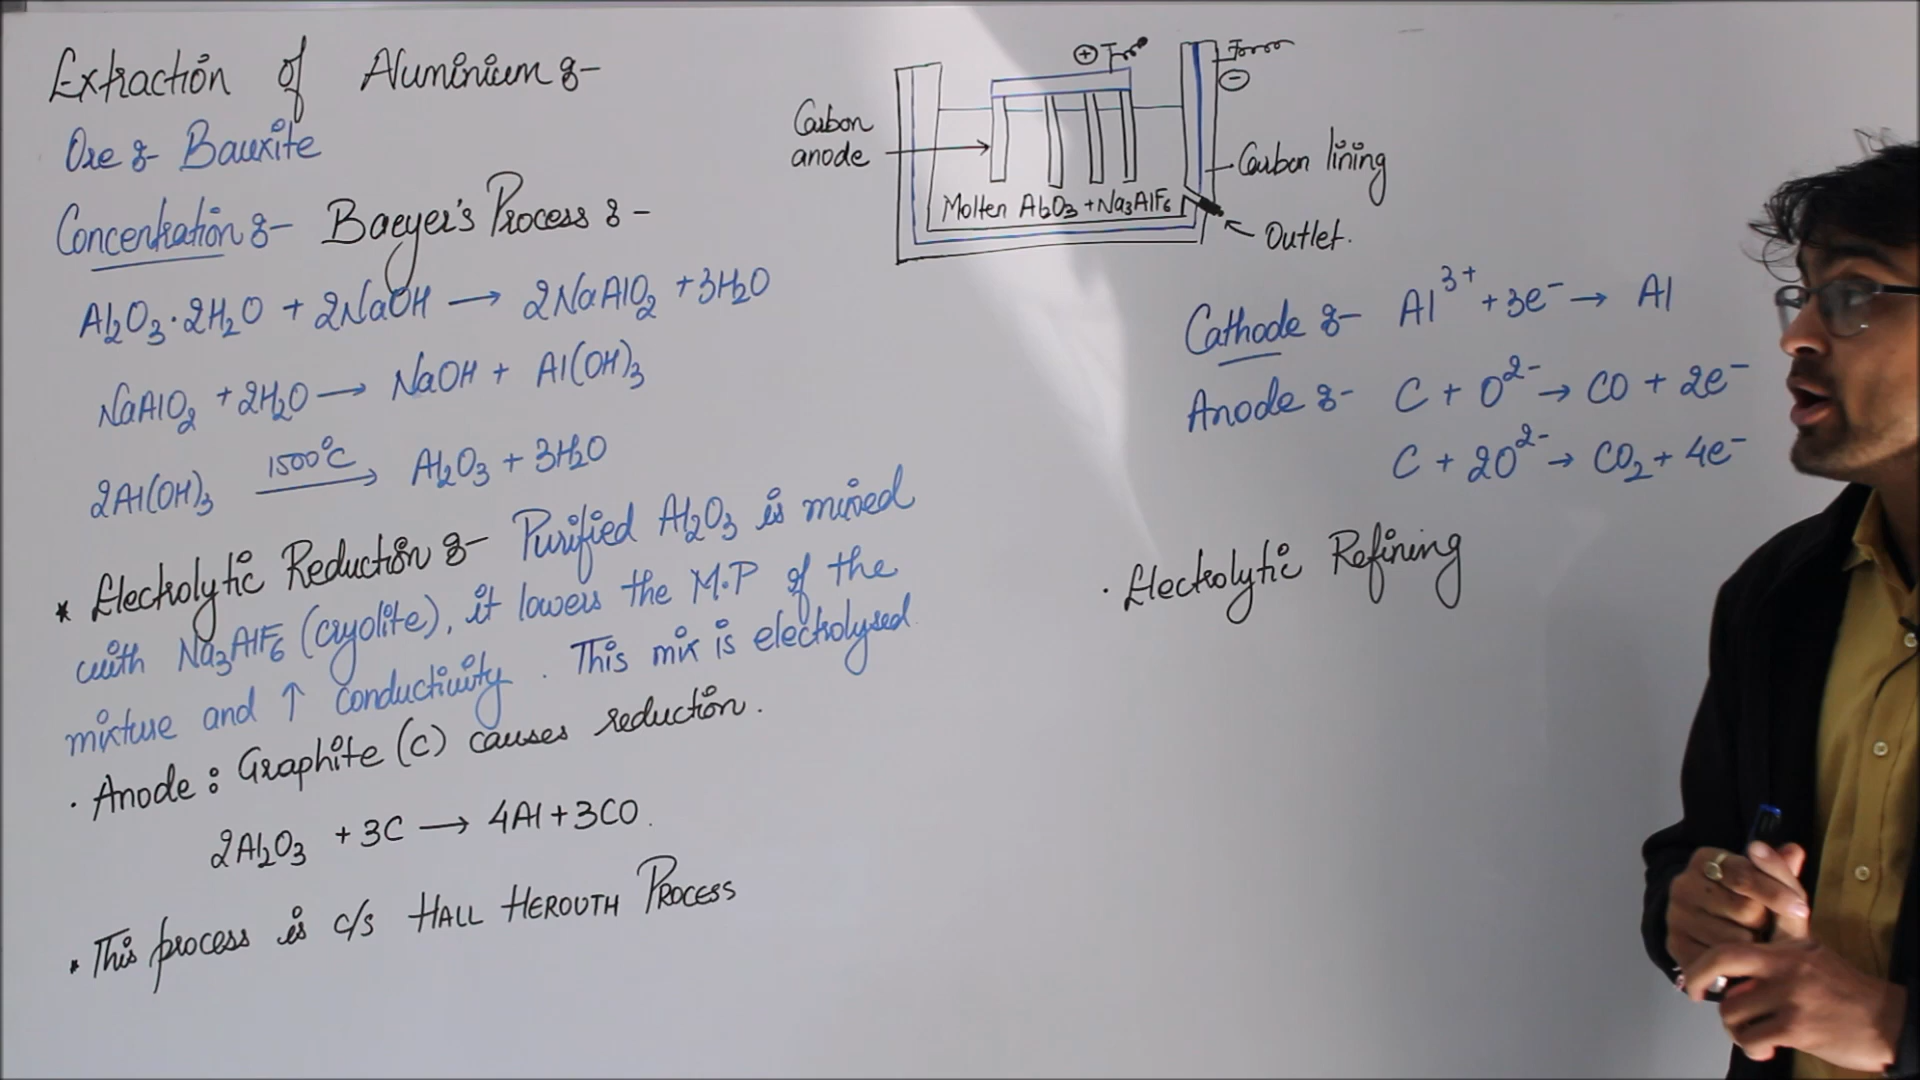 Extraction of Aluminium :-
Ore :- Bauxite
Concentration :- Baeyer's Process :-
Al₂O₃·2H₂O + 2NaOH → 2NaAlO₂ + 3H₂O
NaAlO₂ + 2H₂O → NaOH + Al(OH)₃
2Al(OH)₃ 1500°C → Al₂O₃ + 3H₂O
* Electrolytic Reduction :- Purified Al₂O₃ is mixed
with Na₃AlF₆ (cryolite), it lowers the M.P of the
mixture and ↑ conductivity. This mix is electrolysed
· Anode : Graphite (C) causes reduction.
2Al₂O₃ + 3C → 4Al + 3CO.
* This process is c/s HALL HEROUTH PROCESS
⊕
⊖
Carbon
anode
Carbon lining
Molten Al₂O₃ + Na₃AlF₆
Outlet.
Cathode :- Al³⁺ + 3e⁻ → Al
Anode :- C + O²⁻ → CO + 2e⁻
C + 2O²⁻ → CO₂ + 4e⁻
· Electrolytic Refining